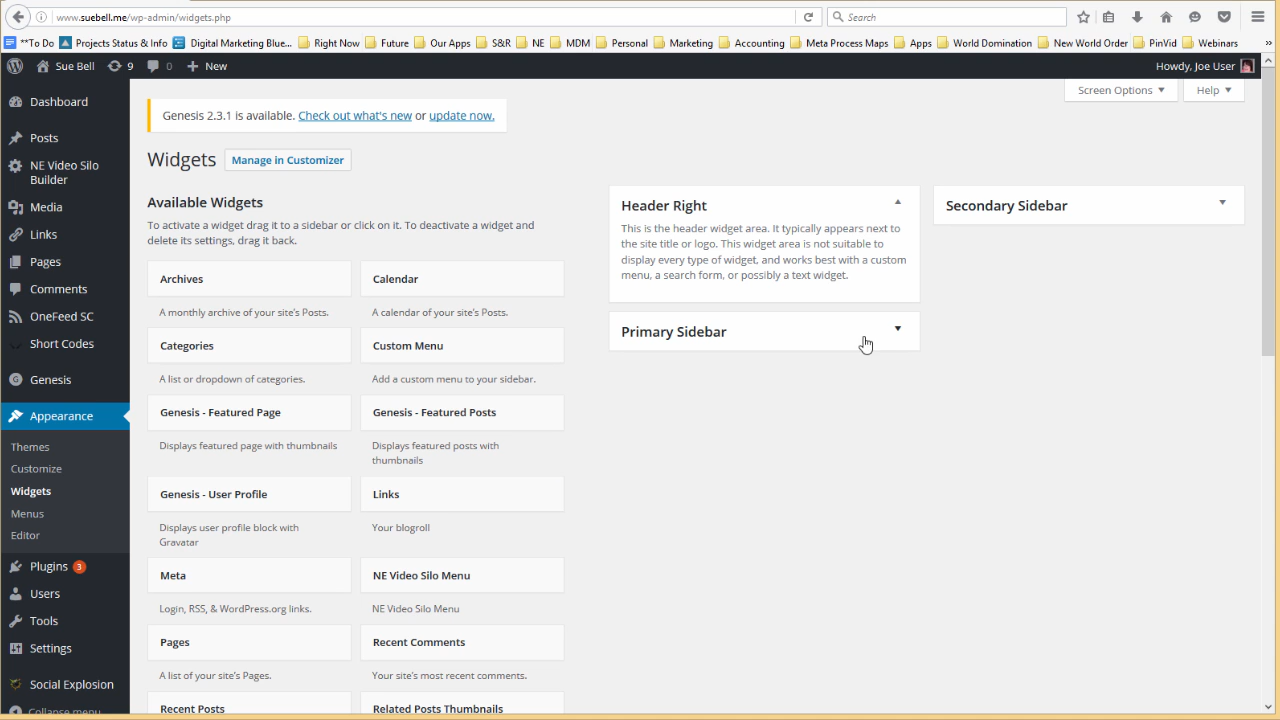 www.suebell.me/wp-admin/widgets.php
Search
**To Do
Projects Status & Info
Digital Marketing Blue...
Right Now
Future
Our Apps
S&R
NE
MDM
Personal
Marketing
Accounting
Meta Process Maps
Apps
World Domination
New World Order
PinVid
Webinars
Sue Bell
9
0
New
Howdy, Joe User
Screen Options
Help
Dashboard
Posts
NE Video Silo
Builder
Media
Links
Pages
Comments
OneFeed SC
Short Codes
Genesis
Appearance
Themes
Customize
Widgets
Menus
Editor
Plugins 3
Users
Tools
Settings
Social Explosion
Collapse menu
Genesis 2.3.1 is available. Check out what's new or update now.
Widgets
Manage in Customizer
Available Widgets
To activate a widget drag it to a sidebar or click on it. To deactivate a widget and
delete its settings, drag it back.
Archives
A monthly archive of your site's Posts.
Calendar
A calendar of your site's Posts.
Categories
A list or dropdown of categories.
Custom Menu
Add a custom menu to your sidebar.
Genesis - Featured Page
Displays featured page with thumbnails
Genesis - Featured Posts
Displays featured posts with
thumbnails
Genesis - User Profile
Displays user profile block with
Gravatar
Links
Your blogroll
Meta
Login, RSS, & WordPress.org links.
NE Video Silo Menu
NE Video Silo Menu
Pages
A list of your site's Pages.
Recent Comments
Your site's most recent comments.
Recent Posts
Related Posts Thumbnails
Header Right
This is the header widget area. It typically appears next to
the site title or logo. This widget area is not suitable to
display every type of widget, and works best with a custom
menu, a search form, or possibly a text widget.
Primary Sidebar
Secondary Sidebar